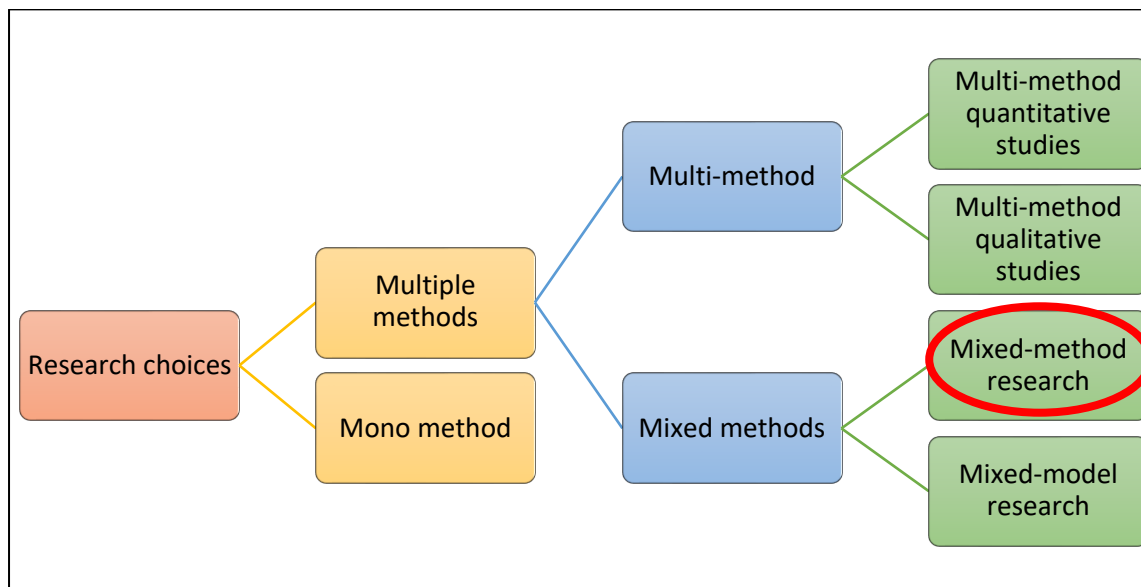 Research choices
Multiple
methods
Mono method
Multi-method
Mixed methods
Multi-method
quantitative
studies
Multi-method
qualitative
studies
Mixed-method
research
Mixed-model
research